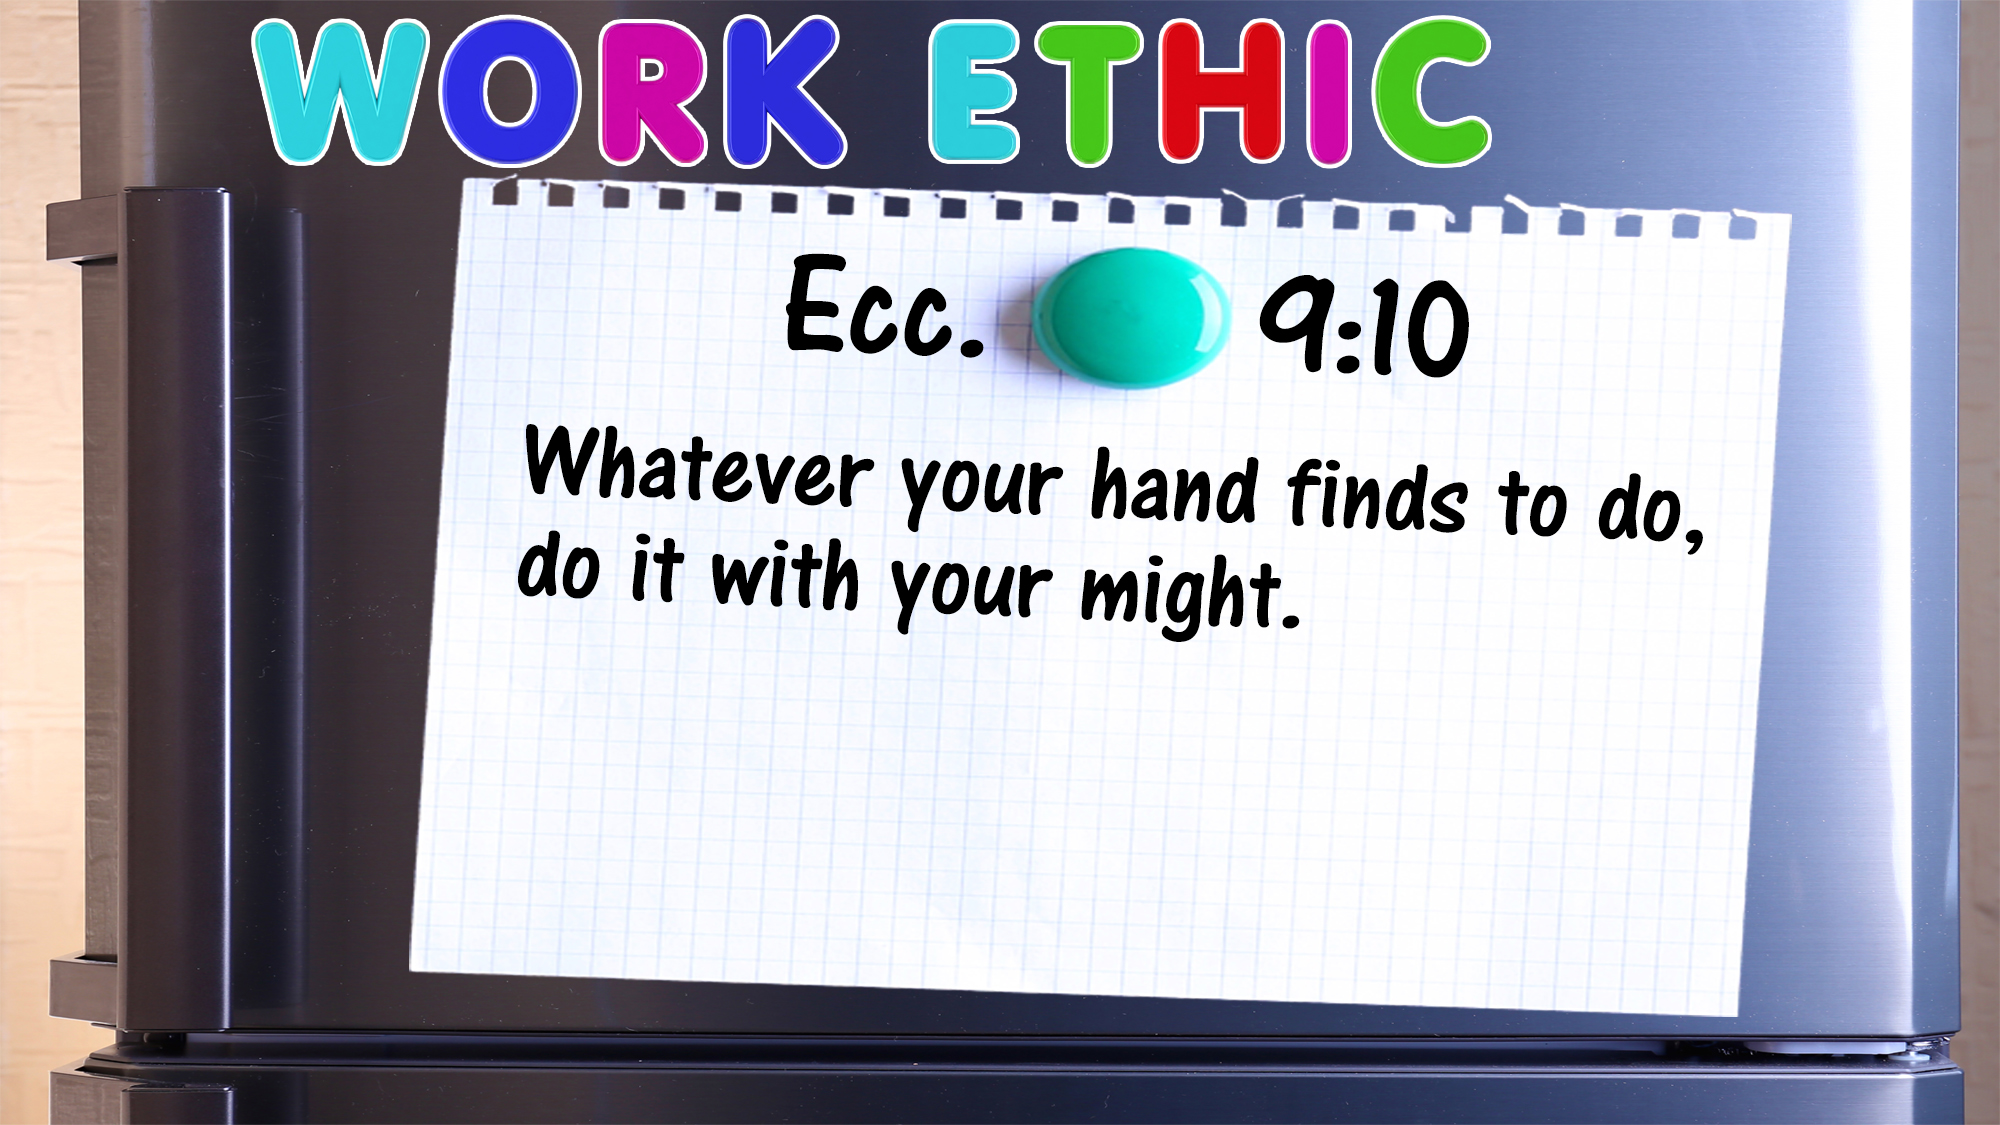 WORK ETHIC
Ecc. 9:10
Whatever your hand finds to do,
do it with your might.